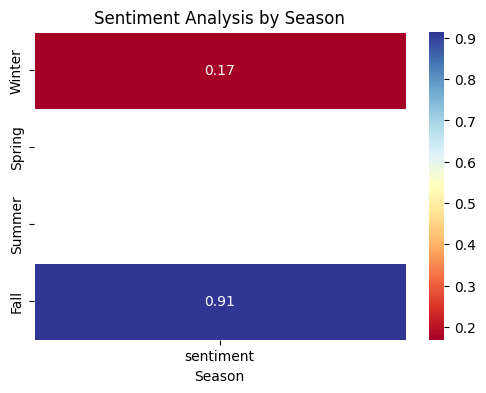 Sentiment Analysis by Season
Winter
Spring
Summer
Fall
0.17
0.91
sentiment
Season
0.9
0.8
0.7
0.6
0.5
0.4
0.3
0.2